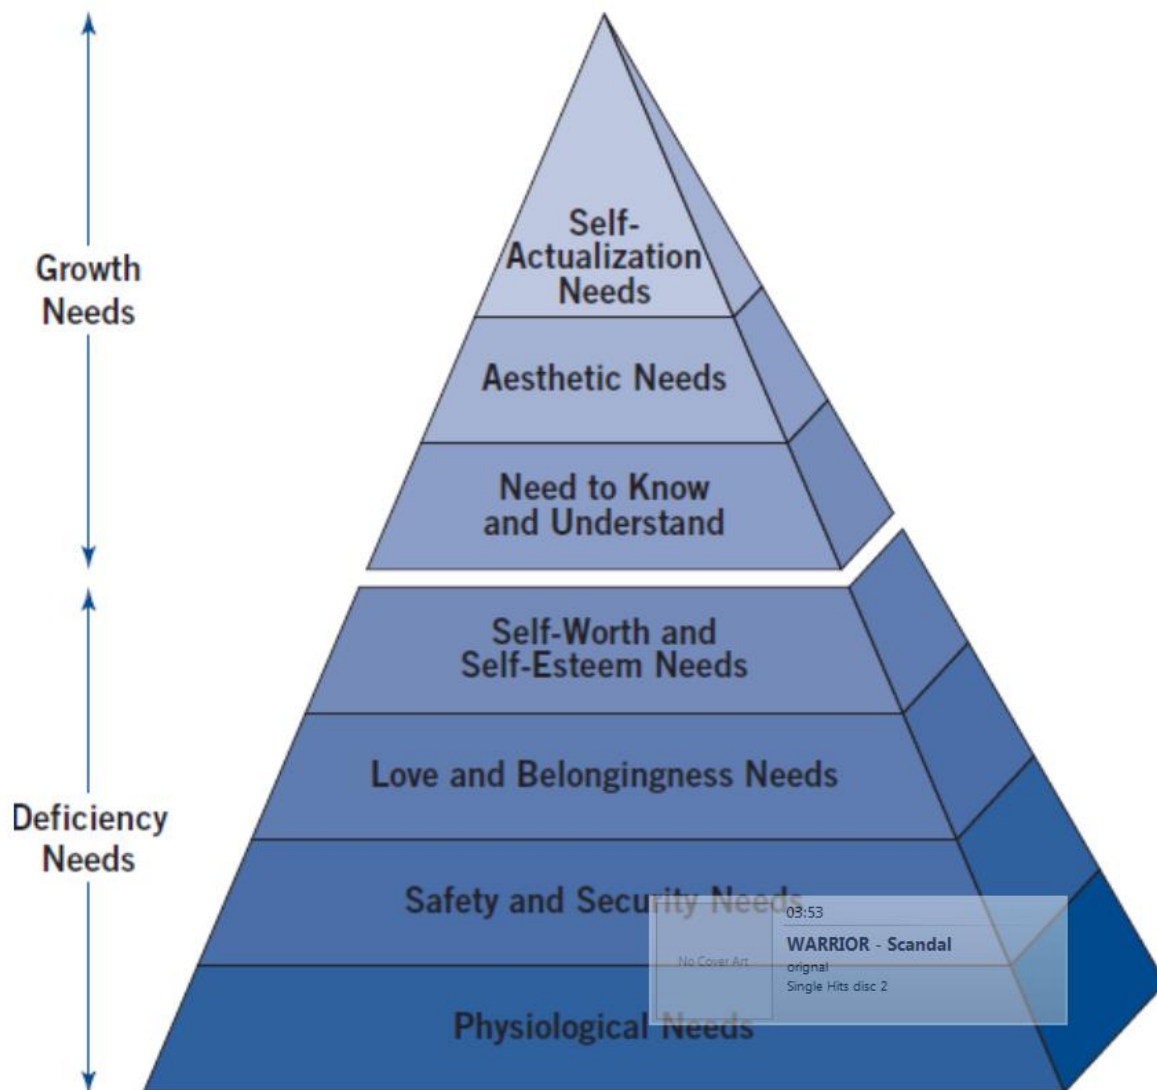 Self-
Actualization
Needs
Growth
Needs
Aesthetic Needs
Need to Know
and Understand
Self-Worth and
Self-Esteem Needs
Love and Belongingness Needs
Deficiency
Needs
Safety and Security Needs
03:53
WARRIOR - Scandal
No Cover Art
orignal
Single Hits disc 2
Physiological Needs